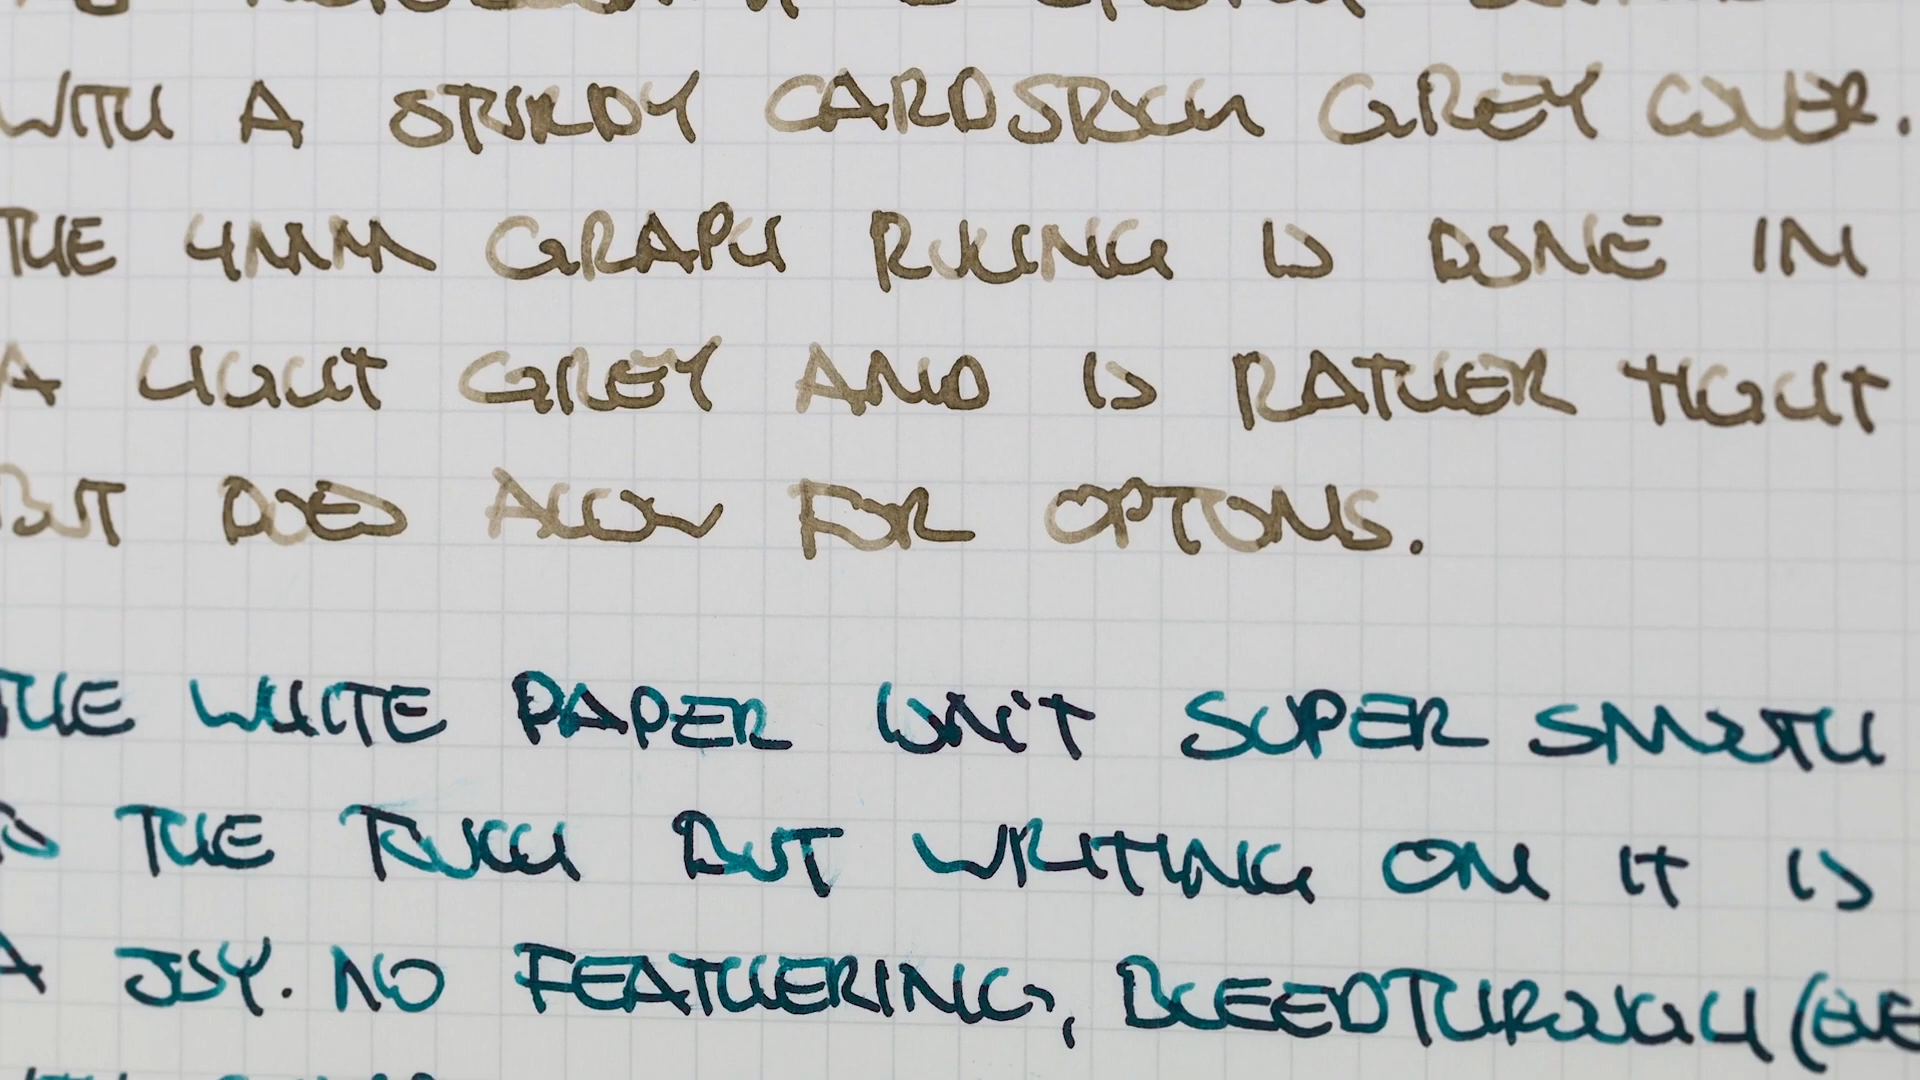 WITH A STURDY CARDSTOCK GREY COVER.
THE 4MM GRAPH RULING IS DONE IN
A LIGHT GREY AND IS RATHER TIGHT
BUT DOES ALLOW FOR OPTIONS.
THE WHITE PAPER ISN'T SUPER SMOOTH
TO THE TOUCH BUT WRITING ON IT IS
A JOY. NO FEATHERING, BLEEDTHROUGH (EVE